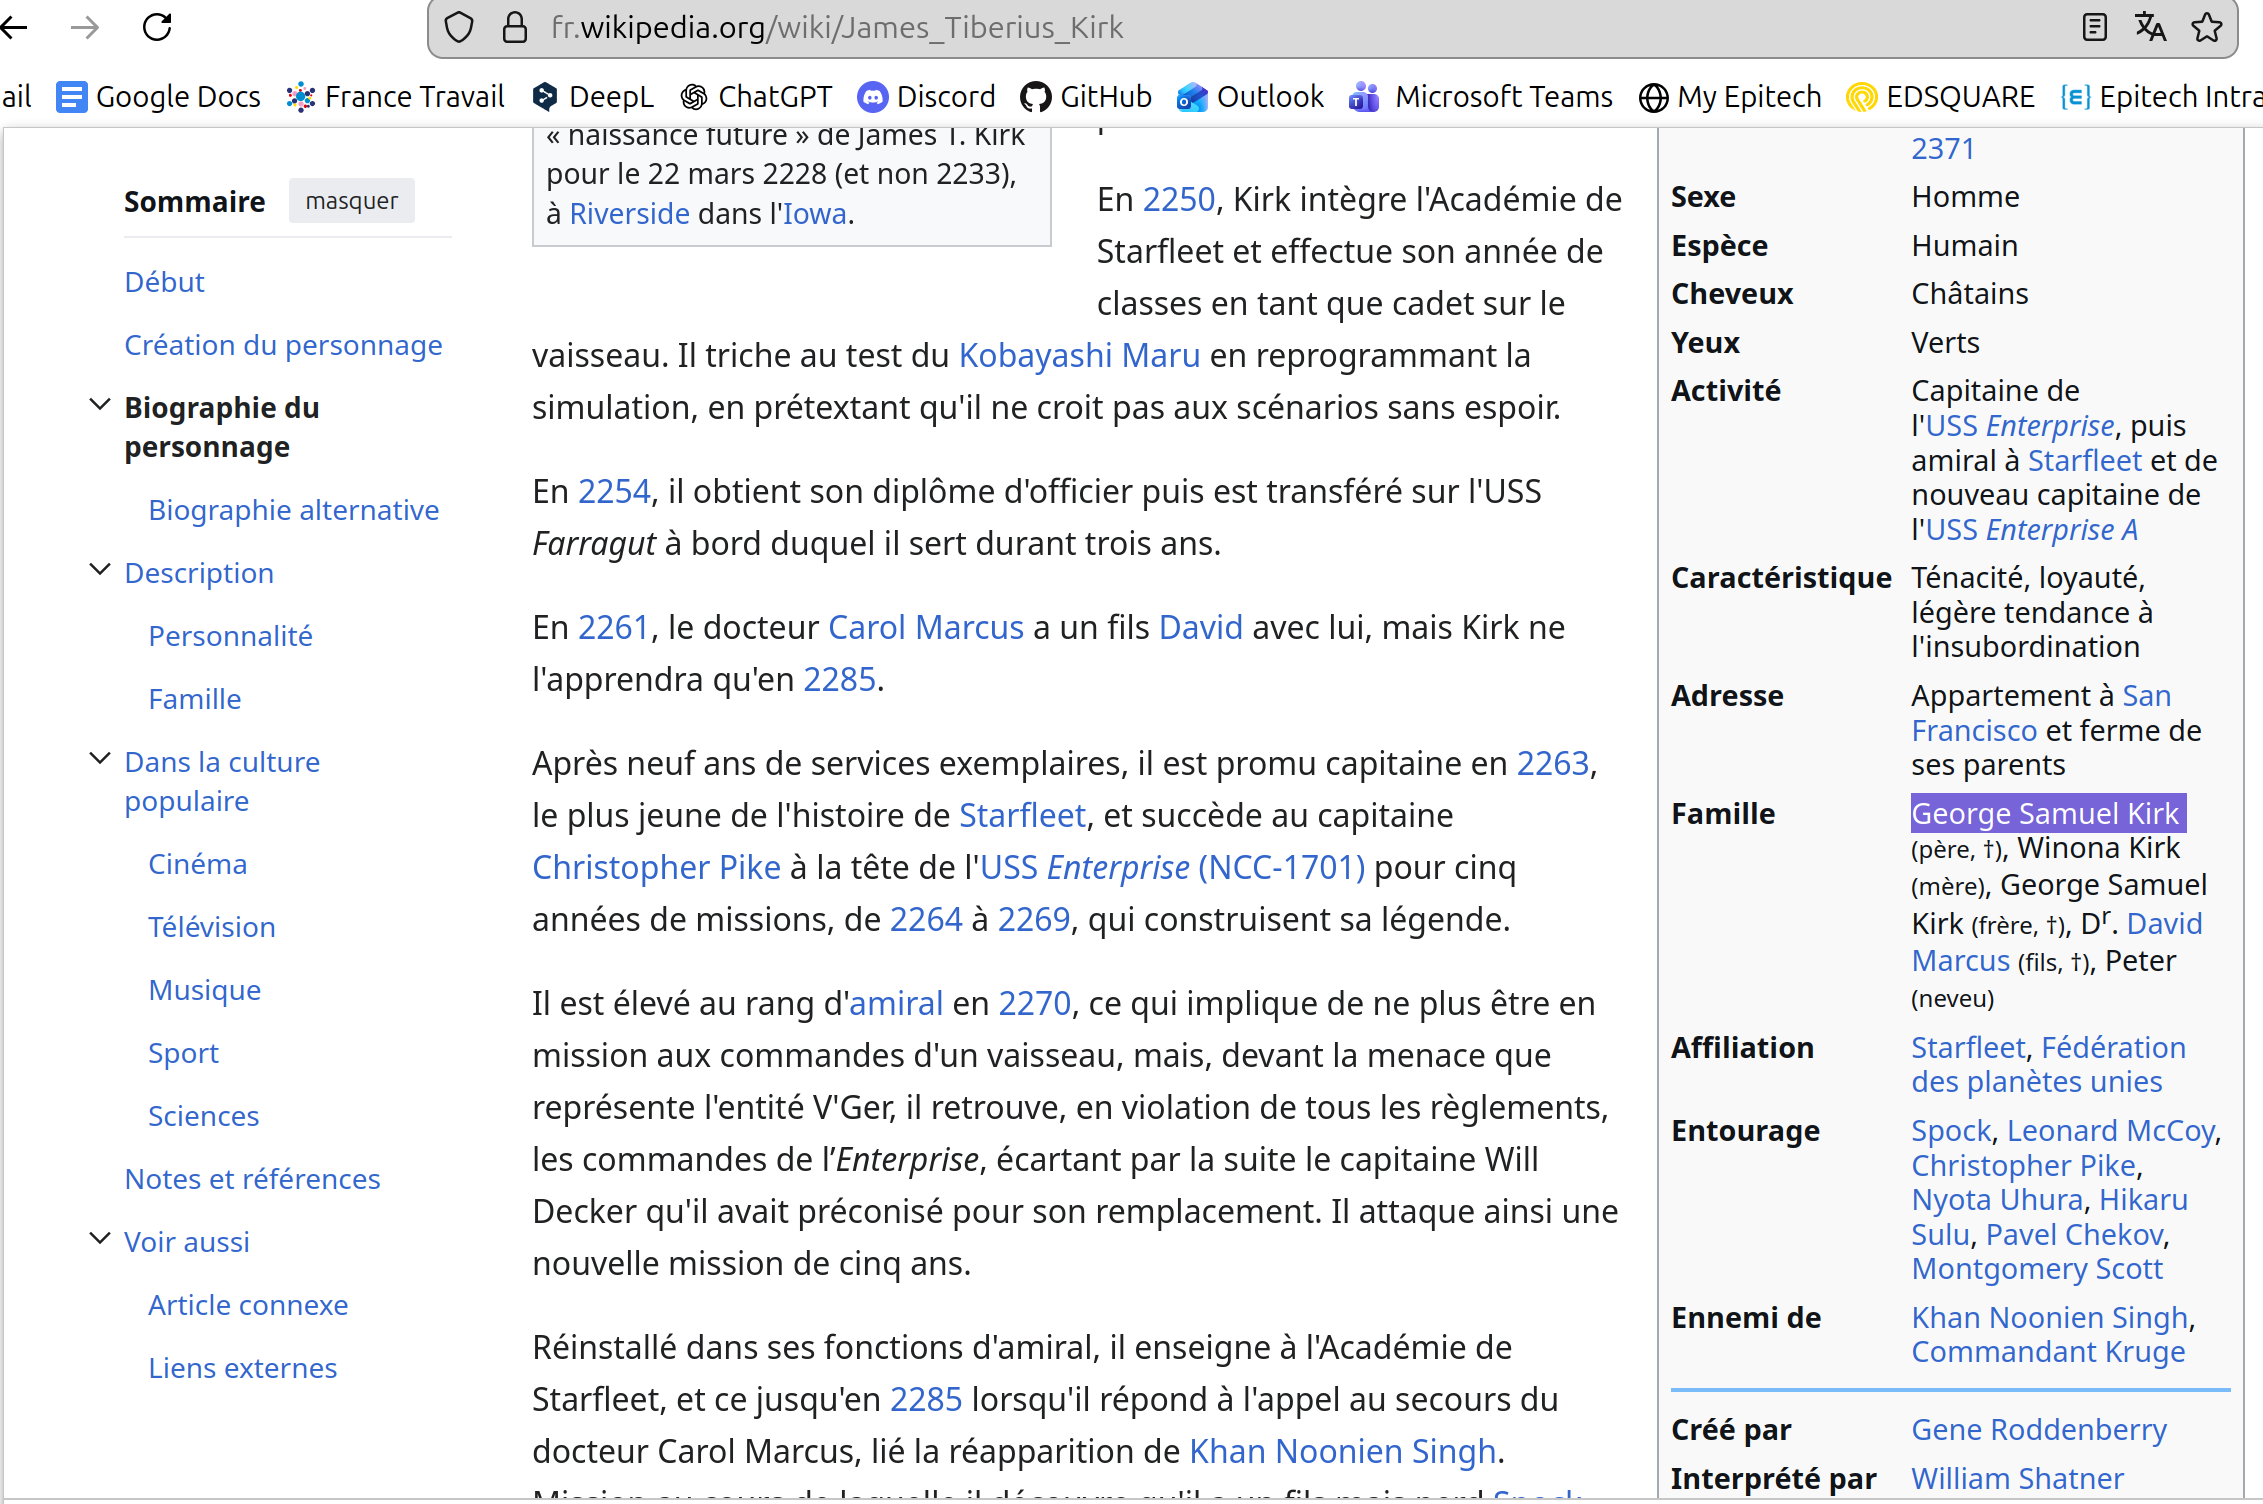 fr.wikipedia.org/wiki/James_Tiberius_Kirk
ail Google Docs France Travail DeepL ChatGPT Discord GitHub Outlook Microsoft Teams My Epitech EDSQUARE Epitech Intra
Sommaire masquer
Début
Création du personnage
Biographie du
personnage
Biographie alternative
Description
Personnalité
Famille
Dans la culture
populaire
Cinéma
Télévision
Musique
Sport
Sciences
Notes et références
Voir aussi
Article connexe
Liens externes
« naissance future » de James T. Kirk
pour le 22 mars 2228 (et non 2233),
à Riverside dans l'Iowa.
En 2250, Kirk intègre l'Académie de
Starfleet et effectue son année de
classes en tant que cadet sur le
vaisseau. Il triche au test du Kobayashi Maru en reprogrammant la
simulation, en prétextant qu'il ne croit pas aux scénarios sans espoir.
En 2254, il obtient son diplôme d'officier puis est transféré sur l'USS
Farragut à bord duquel il sert durant trois ans.
En 2261, le docteur Carol Marcus a un fils David avec lui, mais Kirk ne
l'apprendra qu'en 2285.
Après neuf ans de services exemplaires, il est promu capitaine en 2263,
le plus jeune de l'histoire de Starfleet, et succède au capitaine
Christopher Pike à la tête de l'USS Enterprise (NCC-1701) pour cinq
années de missions, de 2264 à 2269, qui construisent sa légende.
Il est élevé au rang d'amiral en 2270, ce qui implique de ne plus être en
mission aux commandes d'un vaisseau, mais, devant la menace que
représente l'entité V'Ger, il retrouve, en violation de tous les règlements,
les commandes de l’Enterprise, écartant par la suite le capitaine Will
Decker qu'il avait préconisé pour son remplacement. Il attaque ainsi une
nouvelle mission de cinq ans.
Réinstallé dans ses fonctions d'amiral, il enseigne à l'Académie de
Starfleet, et ce jusqu'en 2285 lorsqu'il répond à l'appel au secours du
docteur Carol Marcus, lié la réapparition de Khan Noonien Singh.
2371
Sexe Homme
Espèce Humain
Cheveux Châtains
Yeux Verts
Activité Capitaine de
l'USS Enterprise, puis
amiral à Starfleet et de
nouveau capitaine de
l'USS Enterprise A
Caractéristique Ténacité, loyauté,
légère tendance à
l'insubordination
Adresse Appartement à San
Francisco et ferme de
ses parents
Famille George Samuel Kirk
(père, †), Winona Kirk
(mère), George Samuel
Kirk (frère, †), Dr. David
Marcus (fils, †), Peter
(neveu)
Affiliation Starfleet, Fédération
des planètes unies
Entourage Spock, Leonard McCoy,
Christopher Pike,
Nyota Uhura, Hikaru
Sulu, Pavel Chekov,
Montgomery Scott
Ennemi de Khan Noonien Singh,
Commandant Kruge
Créé par Gene Roddenberry
Interprété par William Shatner